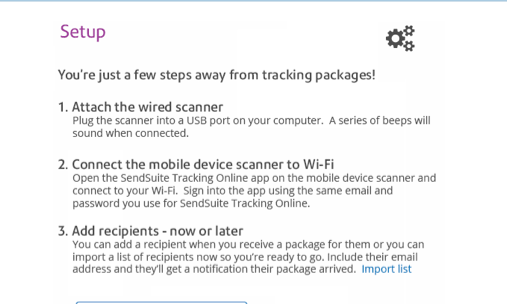 Setup
You're just a few steps away from tracking packages!
1. Attach the wired scanner
Plug the scanner into a USB port on your computer. A series of beeps will
sound when connected.
2. Connect the mobile device scanner to Wi-Fi
Open the SendSuite Tracking Online app on the mobile device scanner and
connect to your Wi-Fi. Sign into the app using the same email and
password you use for SendSuite Tracking Online.
3. Add recipients - now or later
You can add a recipient when you receive a package for them or you can
import a list of recipients now so you're ready to go. Include their email
address and they'll get a notification their package arrived. Import list